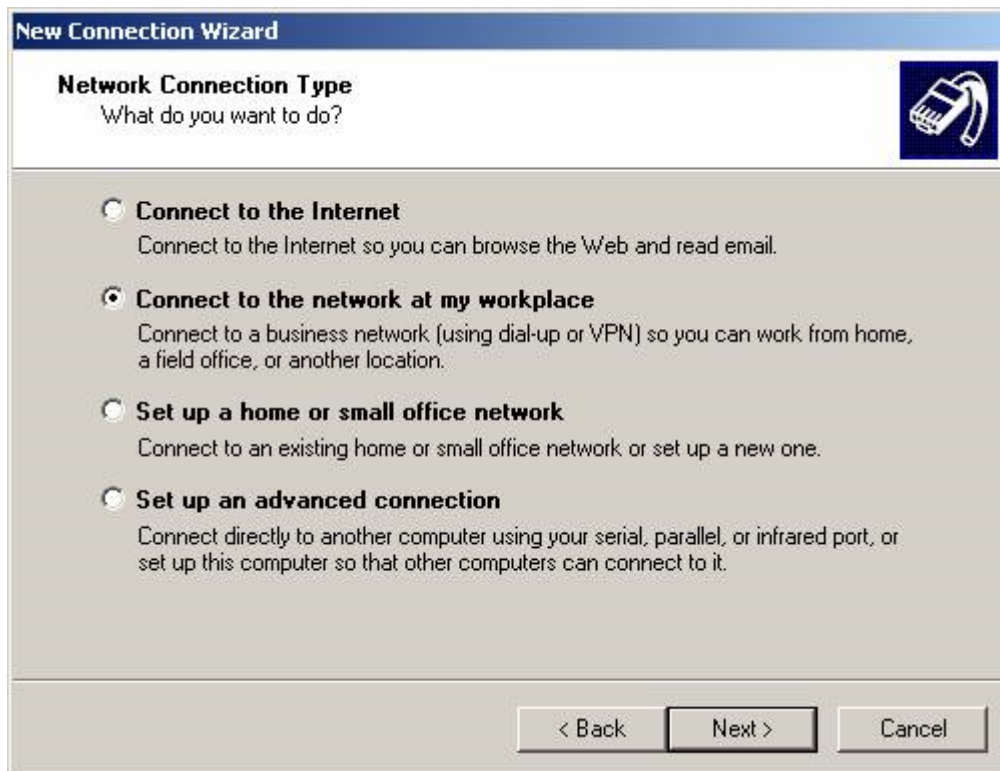 New Connection Wizard
Network Connection Type
What do you want to do?
Connect to the Internet
Connect to the Internet so you can browse the Web and read email.
Connect to the network at my workplace
Connect to a business network (using dial-up or VPN) so you can work from home,
a field office, or another location.
Set up a home or small office network
Connect to an existing home or small office network or set up a new one.
Set up an advanced connection
Connect directly to another computer using your serial, parallel, or infrared port, or
set up this computer so that other computers can connect to it.
< Back Next > Cancel